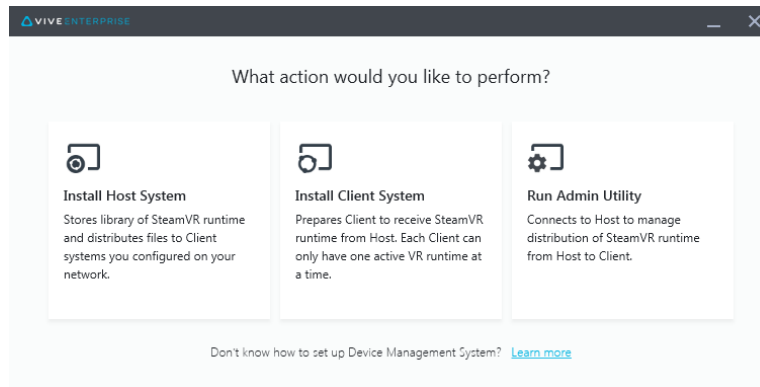 VIVE ENTERPRISE
What action would you like to perform?
Install Host System
Stores library of SteamVR runtime
and distributes files to Client
systems you configured on your
network.
Install Client System
Prepares Client to receive SteamVR
runtime from Host. Each Client can
only have one active VR runtime at
a time.
Run Admin Utility
Connects to Host to manage
distribution of SteamVR runtime
from Host to Client.
Don't know how to set up Device Management System? Learn more